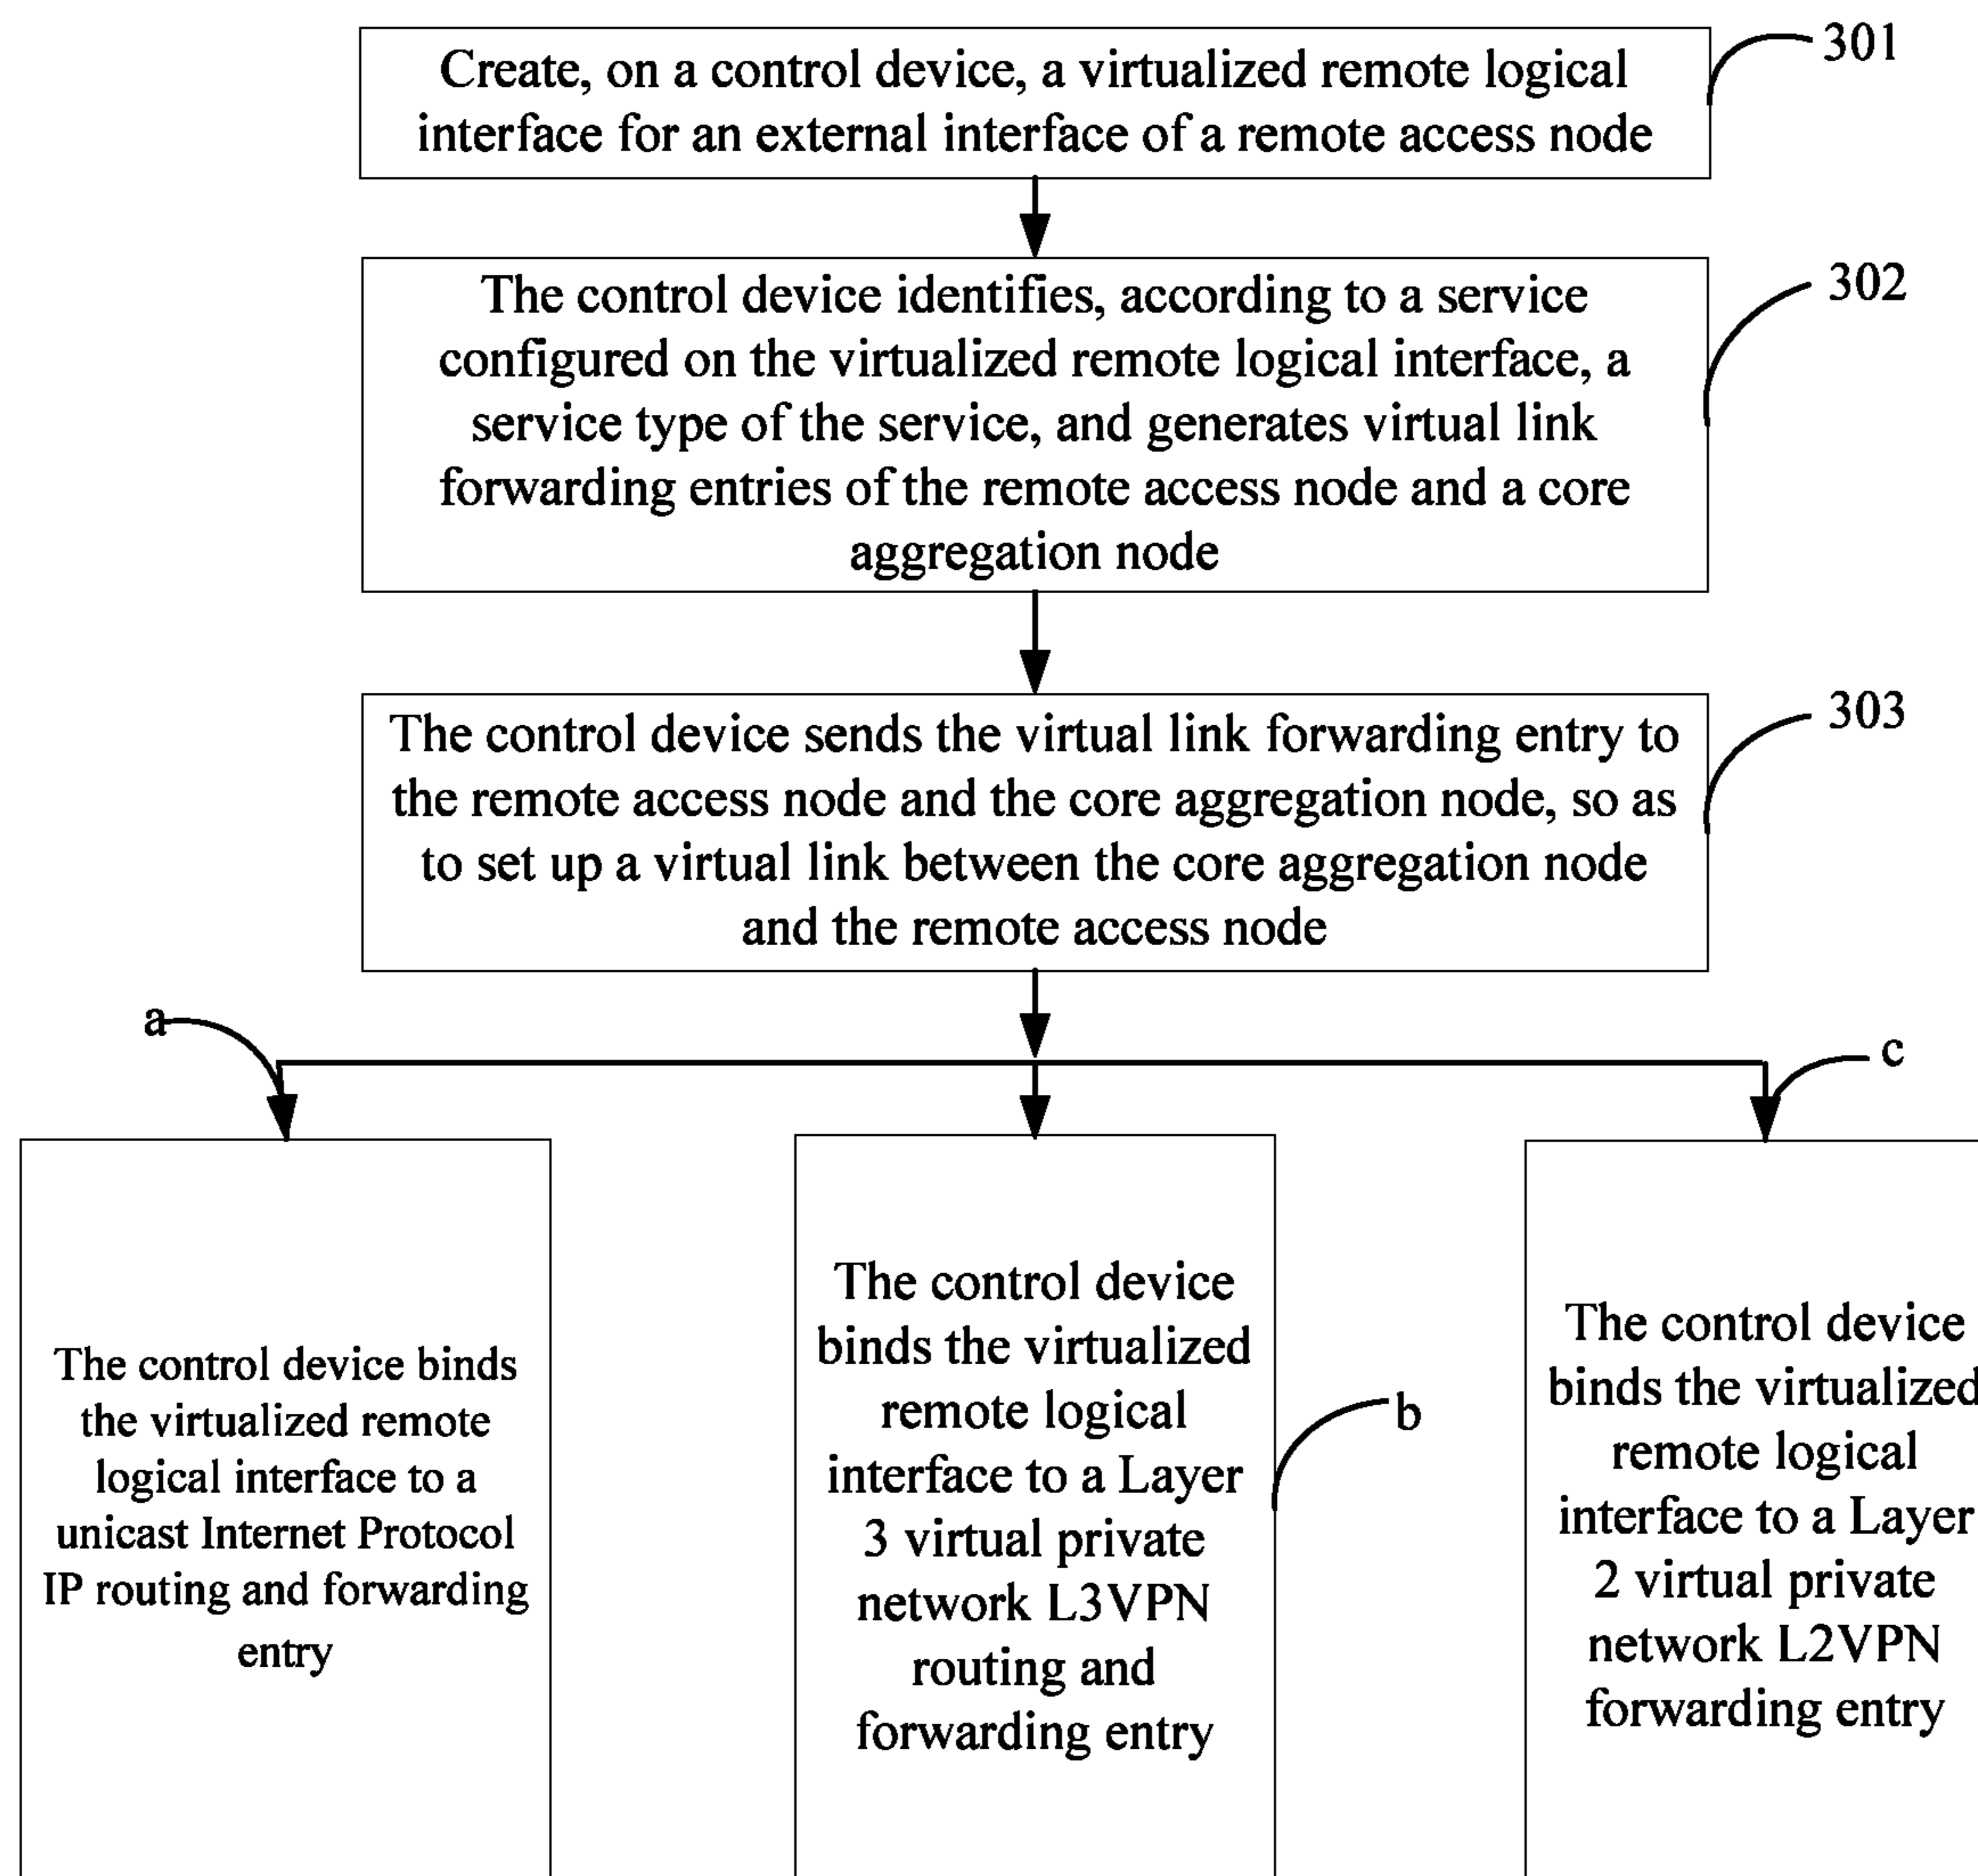 Create, on a control device, a virtualized remote logical
interface for an external interface of a remote access node
301
The control device identifies, according to a service
configured on the virtualized remote logical interface, a
service type of the service, and generates virtual link
forwarding entries of the remote access node and a core
aggregation node
302
The control device sends the virtual link forwarding entry to
the remote access node and the core aggregation node, so as
to set up a virtual link between the core aggregation node
and the remote access node
303
a
The control device binds
the virtualized remote
logical interface to a
unicast Internet Protocol
IP routing and forwarding
entry
The control device
binds the virtualized
remote logical
interface to a Layer
3 virtual private
network L3VPN
routing and
forwarding entry
b
c
The control device
binds the virtualized
remote logical
interface to a Layer
2 virtual private
network L2VPN
forwarding entry